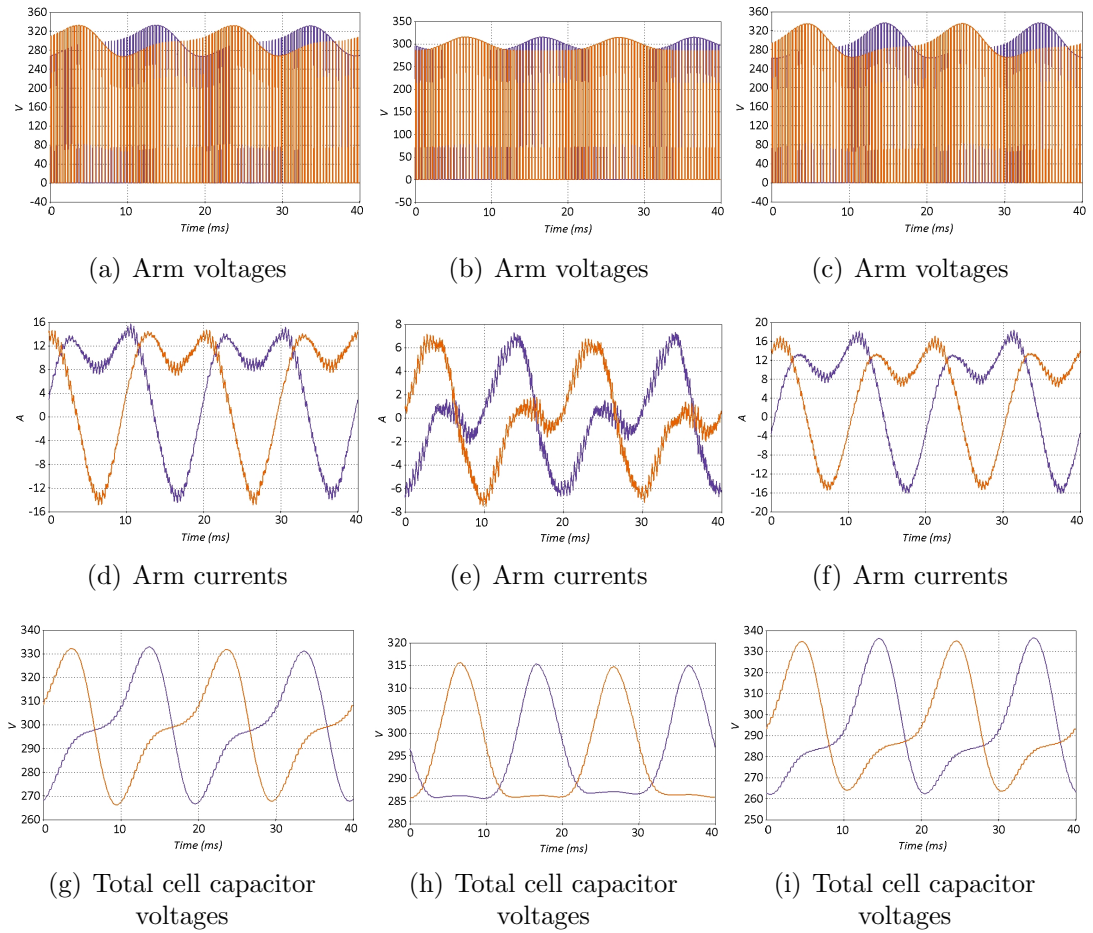 360
320
280
240
200
160
120
80
40
0
-40
V
0 10 20 30 40
Time (ms)
(a) Arm voltages
350
300
250
200
150
100
50
0
-50
V
0 10 20 30 40
Time (ms)
(b) Arm voltages
360
320
280
240
200
160
120
80
40
0
-40
V
0 10 20 30 40
Time (ms)
(c) Arm voltages
16
12
8
4
0
-4
-8
-12
-16
A
0 10 20 30 40
Time (ms)
(d) Arm currents
8
6
4
2
0
-2
-4
-6
-8
A
0 10 20 30 40
Time (ms)
(e) Arm currents
20
16
12
8
4
0
-4
-8
-12
-16
-20
A
0 10 20 30 40
Time (ms)
(f) Arm currents
340
330
320
310
300
290
280
270
260
V
0 10 20 30 40
Time (ms)
(g) Total cell capacitor
voltages
320
315
310
305
300
295
290
285
280
V
0 10 20 30 40
Time (ms)
(h) Total cell capacitor
voltages
340
330
320
310
300
290
280
270
260
250
V
0 10 20 30 40
Time (ms)
(i) Total cell capacitor
voltages